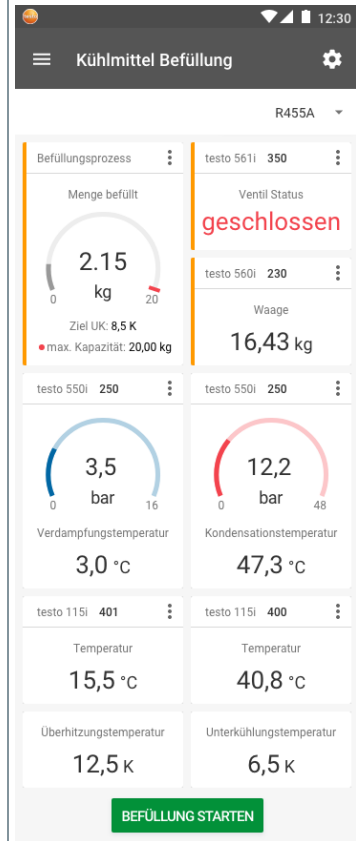 12:30
Kühlmittel Befüllung
R455A
Befüllungsprozess
Menge befüllt
2.15
kg
0 20
Ziel UK: 8,5 K
max. Kapazität: 20,00 kg
testo 561i 350
Ventil Status
geschlossen
testo 560i 230
Waage
16,43 kg
testo 550i 250
3,5
bar
0 16
Verdampfungstemperatur
3,0 °C
testo 550i 250
12,2
bar
0 48
Kondensationstemperatur
47,3 °C
testo 115i 401
Temperatur
15,5 °C
testo 115i 400
Temperatur
40,8 °C
Überhitzungstemperatur
12,5 K
Unterkühlungstemperatur
6,5 K
BEFÜLLUNG STARTEN